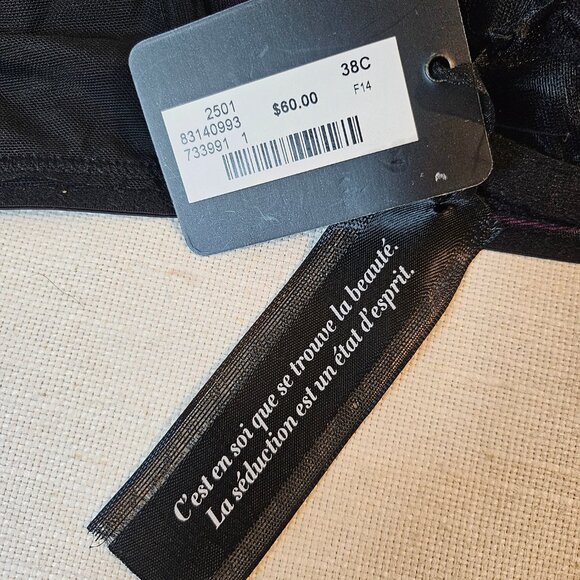 2501
83140993
733991 1
$60.00
38C
F14
C'est en soi que se trouve la beauté.
La séduction est un état d'esprit.